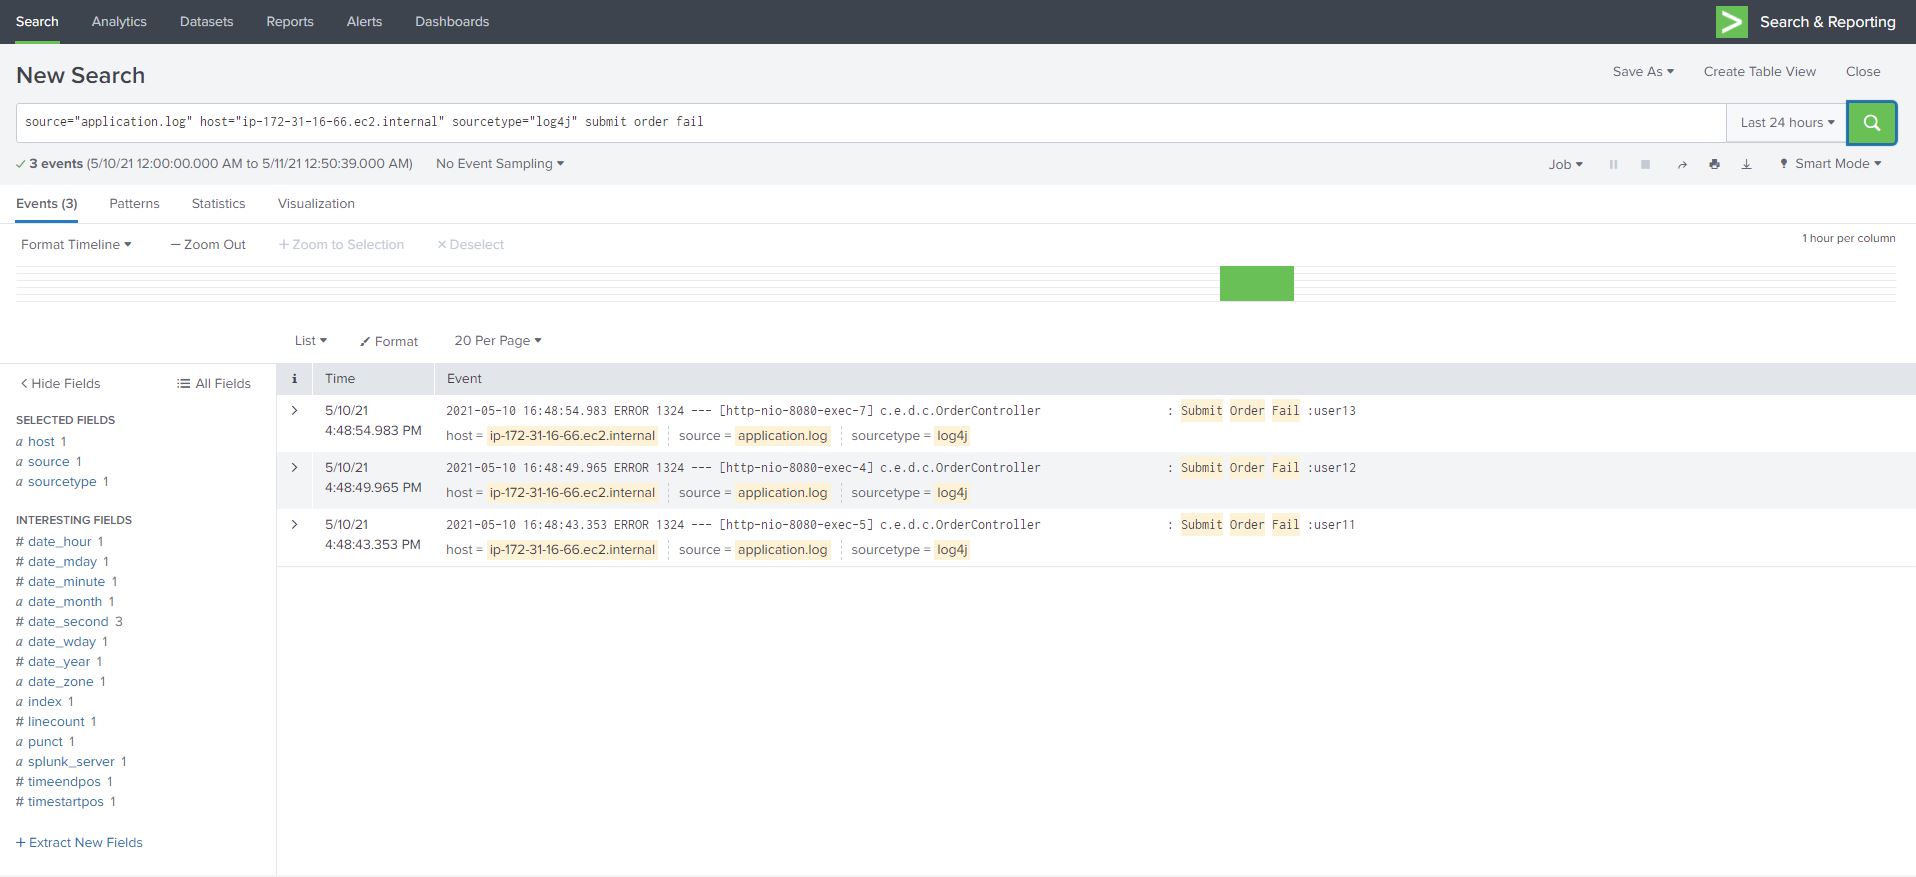 Search Analytics Datasets Reports Alerts Dashboards Search & Reporting
New Search Save As Create Table View Close
source="application.log" host="ip-172-31-16-66.ec2.internal" sourcetype="log4j" submit order fail Last 24 hours
3 events (5/10/21 12:00:00.000 AM to 5/11/21 12:50:39.000 AM) No Event Sampling Job Smart Mode
Events (3) Patterns Statistics Visualization
Format Timeline — Zoom Out + Zoom to Selection × Deselect 1 hour per column
List Format 20 Per Page
< Hide Fields All Fields
SELECTED FIELDS
a host 1
a source 1
a sourcetype 1
INTERESTING FIELDS
# date_hour 1
# date_mday 1
# date_minute 1
a date_month 1
# date_second 3
a date_wday 1
# date_year 1
a date_zone 1
a index 1
# linecount 1
a punct 1
a splunk_server 1
# timeendpos 1
# timestartpos 1
+ Extract New Fields
i Time Event
> 5/10/21 2021-05-10 16:48:54.983 ERROR 1324 --- [http-nio-8080-exec-7] c.e.d.c.OrderController : Submit Order Fail :user13
4:48:54.983 PM host = ip-172-31-16-66.ec2.internal source = application.log sourcetype = log4j
> 5/10/21 2021-05-10 16:48:49.965 ERROR 1324 --- [http-nio-8080-exec-4] c.e.d.c.OrderController : Submit Order Fail :user12
4:48:49.965 PM host = ip-172-31-16-66.ec2.internal source = application.log sourcetype = log4j
> 5/10/21 2021-05-10 16:48:43.353 ERROR 1324 --- [http-nio-8080-exec-5] c.e.d.c.OrderController : Submit Order Fail :user11
4:48:43.353 PM host = ip-172-31-16-66.ec2.internal source = application.log sourcetype = log4j